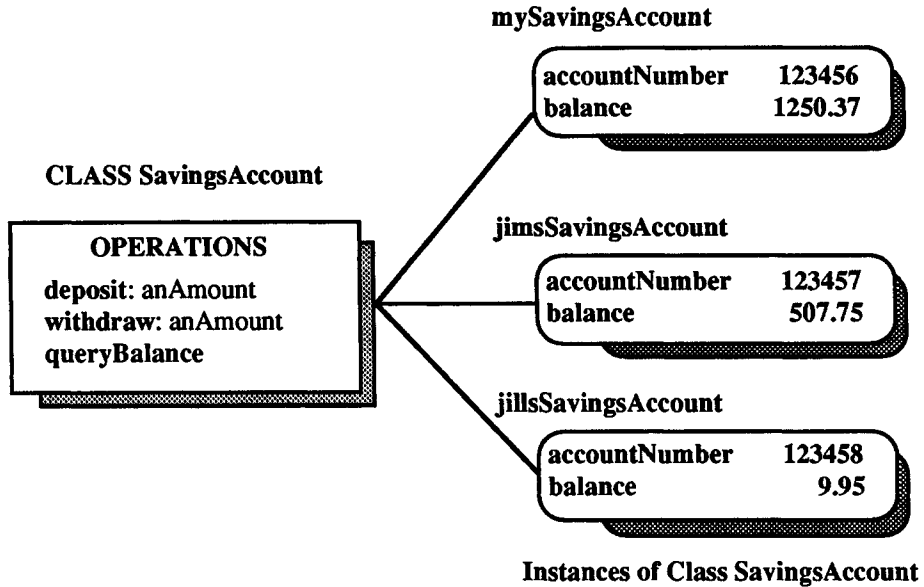 CLASS SavingsAccount
OPERATIONS
deposit: anAmount
withdraw: anAmount
queryBalance
mySavingsAccount
accountNumber 123456
balance 1250.37
jimsSavingsAccount
accountNumber 123457
balance 507.75
jillsSavingsAccount
accountNumber 123458
balance 9.95
Instances of Class SavingsAccount